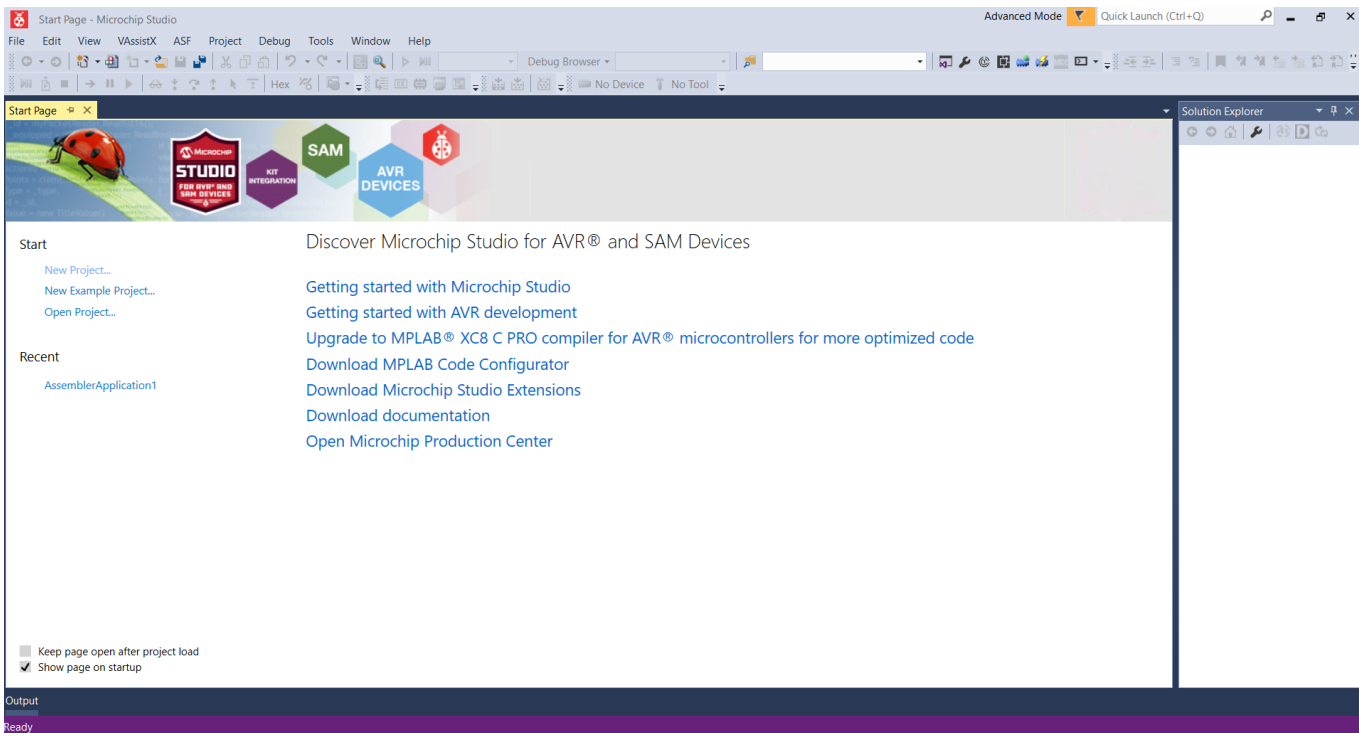 Start Page - Microchip Studio
Advanced Mode
Quick Launch (Ctrl+Q)
File Edit View VAssistX ASF Project Debug Tools Window Help
Debug Browser
Hex
No Device
No Tool
Start Page
Solution Explorer
MICROCHIP
STUDIO
FOR AVR® AND
SAM DEVICES
KIT
INTEGRATION
SAM
AVR
DEVICES
Start
New Project...
New Example Project...
Open Project...
Recent
AssemblerApplication1
Discover Microchip Studio for AVR® and SAM Devices
Getting started with Microchip Studio
Getting started with AVR development
Upgrade to MPLAB® XC8 C PRO compiler for AVR® microcontrollers for more optimized code
Download MPLAB Code Configurator
Download Microchip Studio Extensions
Download documentation
Open Microchip Production Center
Keep page open after project load
Show page on startup
Output
Ready